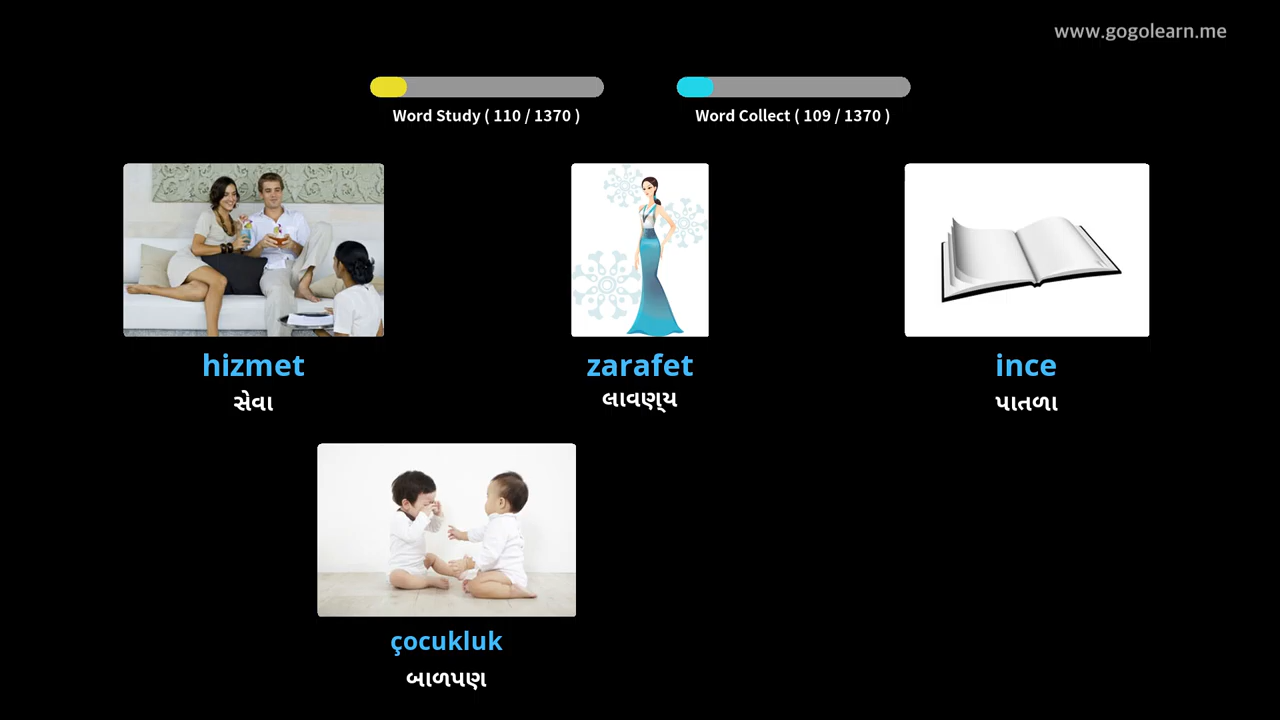 www.gogolearn.me
Word Study ( 110 / 1370 )
Word Collect ( 109 / 1370 )
hizmet
સેવા
zarafet
લાવણ્ય
ince
પાતળા
çocukluk
બાળપણ